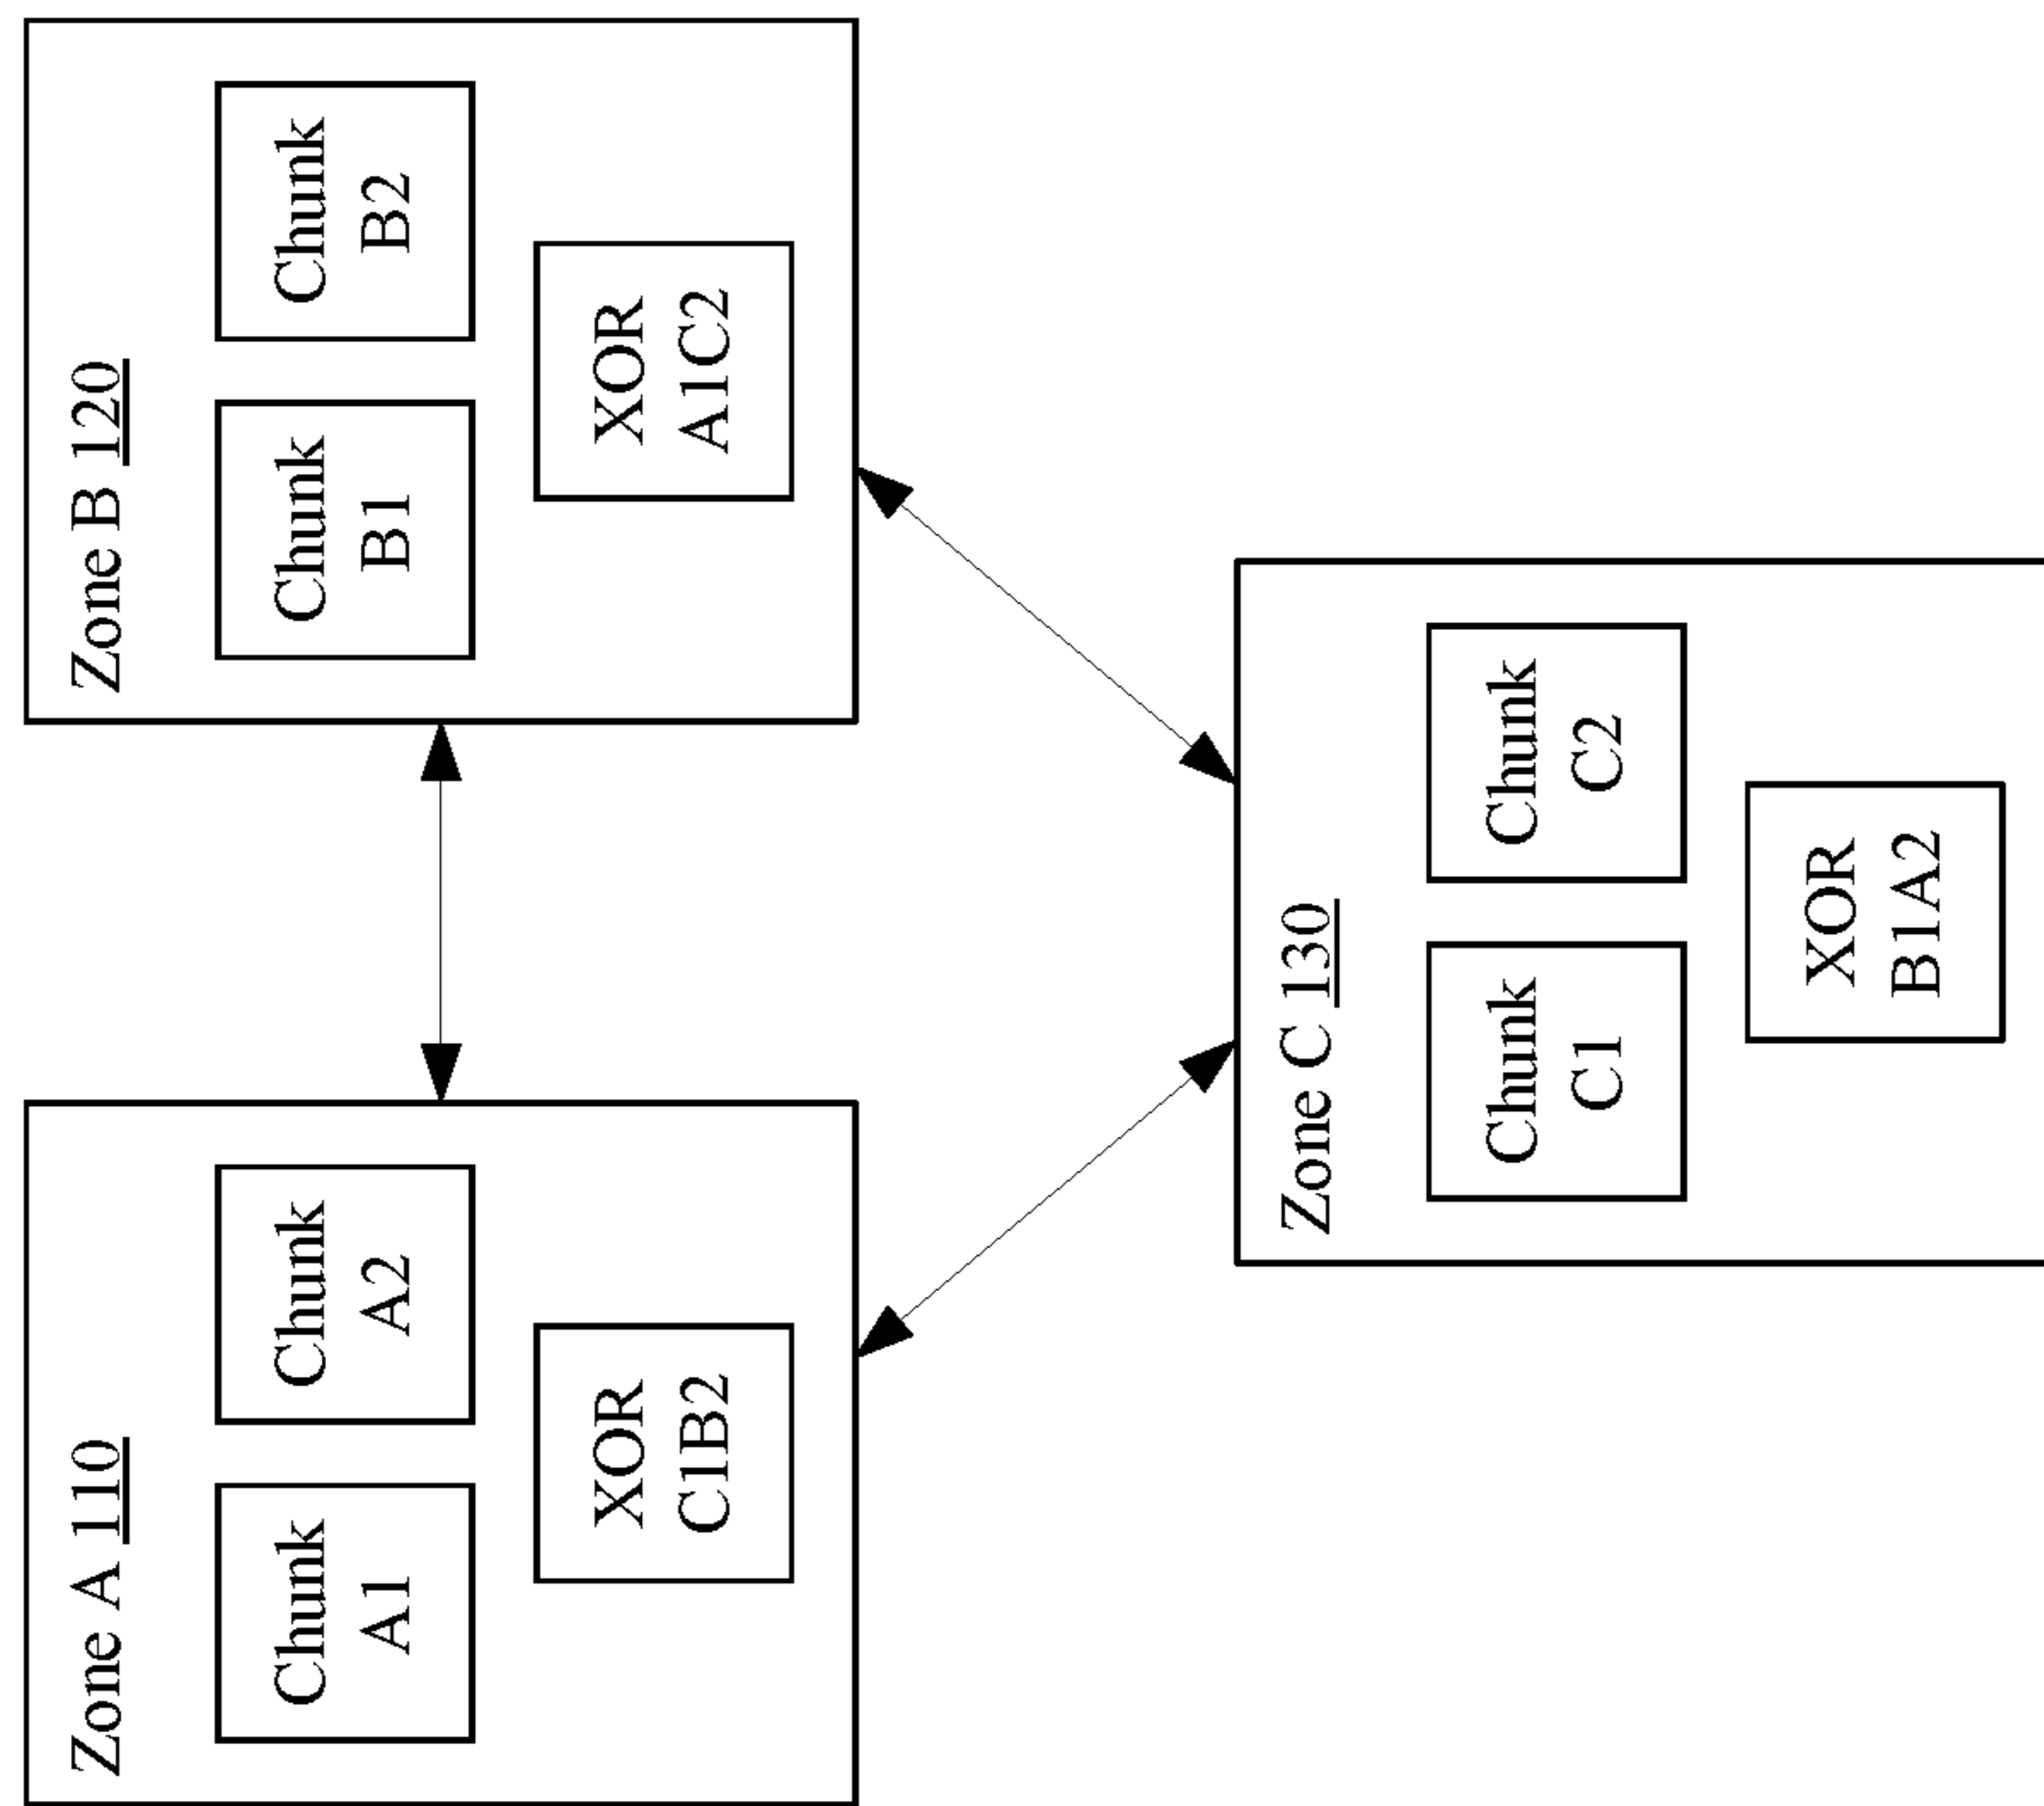 Zone A 110
Chunk
A1
Chunk
A2
XOR
C1B2
Zone B 120
Chunk
B1
Chunk
B2
XOR
A1C2
Zone C 130
Chunk
C1
Chunk
C2
XOR
B1A2